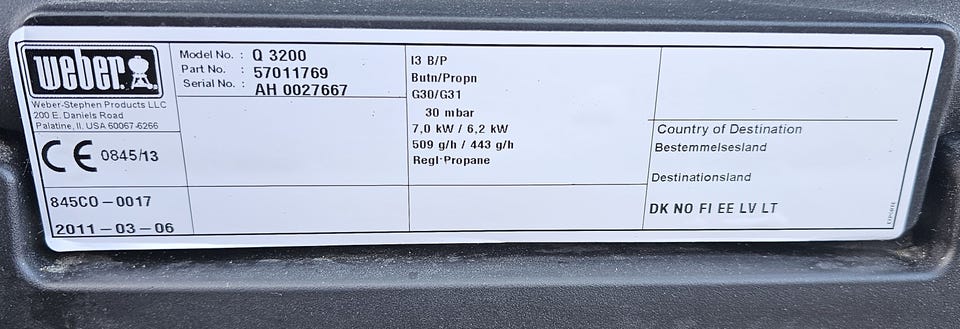 weber
Weber-Stephen Products LLC
200 E. Daniels Road
Palatine, Il, USA 60067-6266
CE 0845/13
845CO-0017
2011-03-06
Model No. : Q 3200
Part No. : 57011769
Serial No. : AH 0027667
I3 B/P
Butn/Propn
G30/G31
30 mbar
7,0 kW / 6,2 kW
509 g/h / 443 g/h
Regl·Propane
Country of Destination
Bestemmelsesland
Destinationsland
DK NO FI EE LV LT